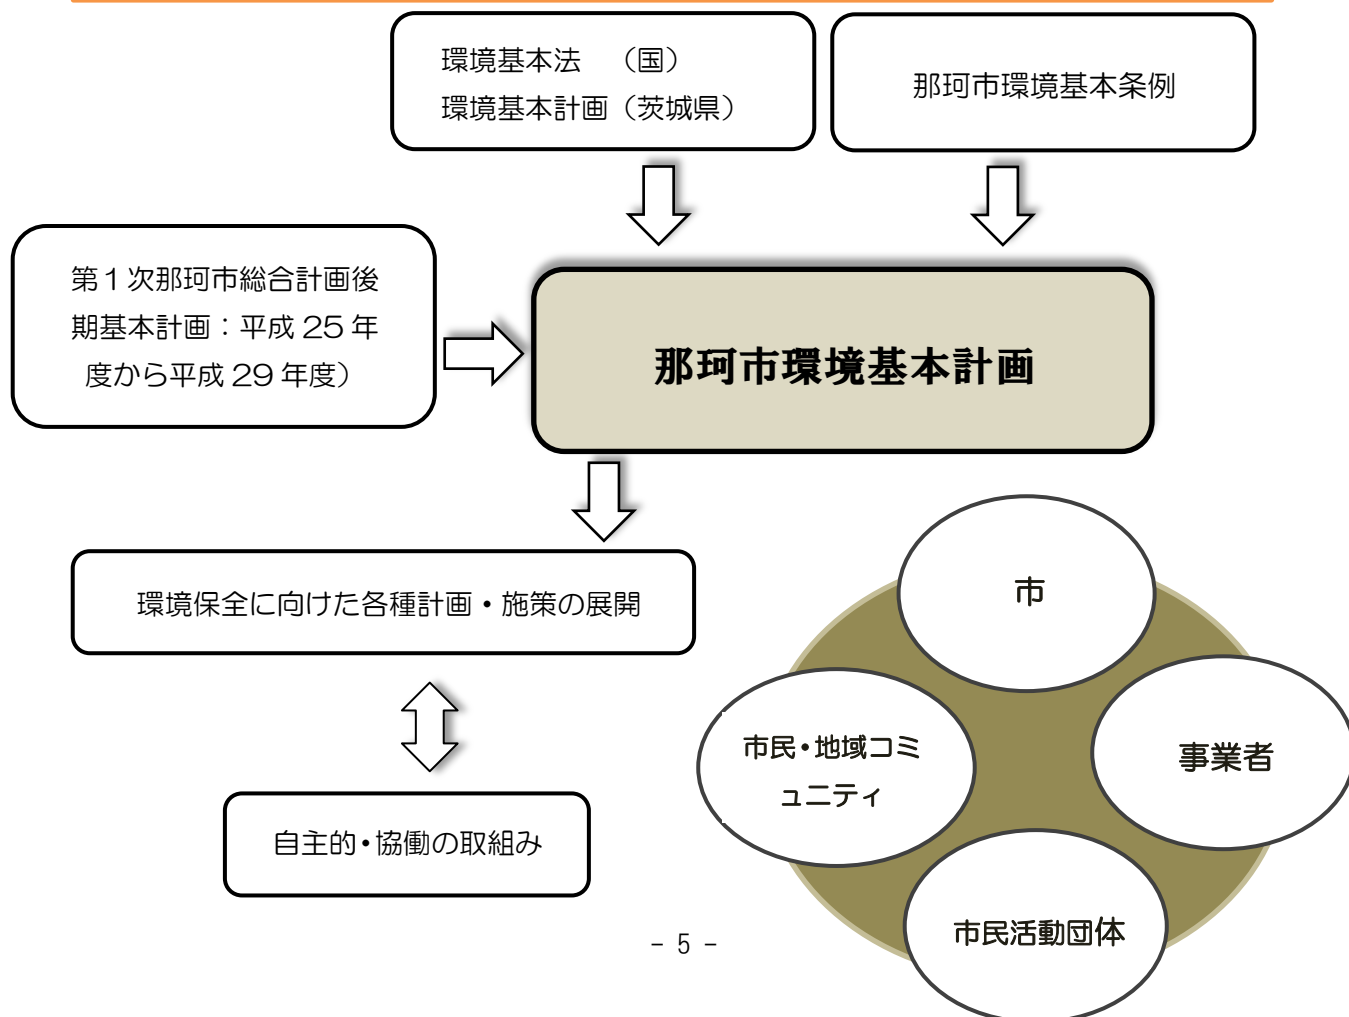 環境基本法　（国）
環境基本計画（茨城県）
那珂市環境基本条例
第１次那珂市総合計画後
期基本計画：平成 25 年
度から平成 29 年度）
那珂市環境基本計画
環境保全に向けた各種計画・施策の展開
自主的・協働の取組み
市
市民・地域コミ
ュニティ
事業者
市民活動団体
- 5 -